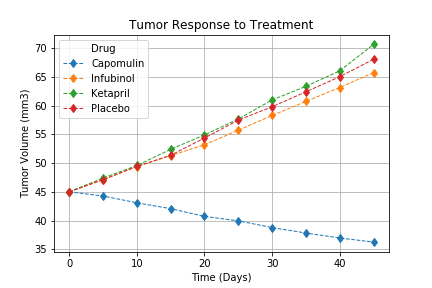 Tumor Response to Treatment
Tumor Volume (mm3)
70
65
60
55
50
45
40
35
Drug
Capomulin
Infubinol
Ketapril
Placebo
0 10 20 30 40
Time (Days)